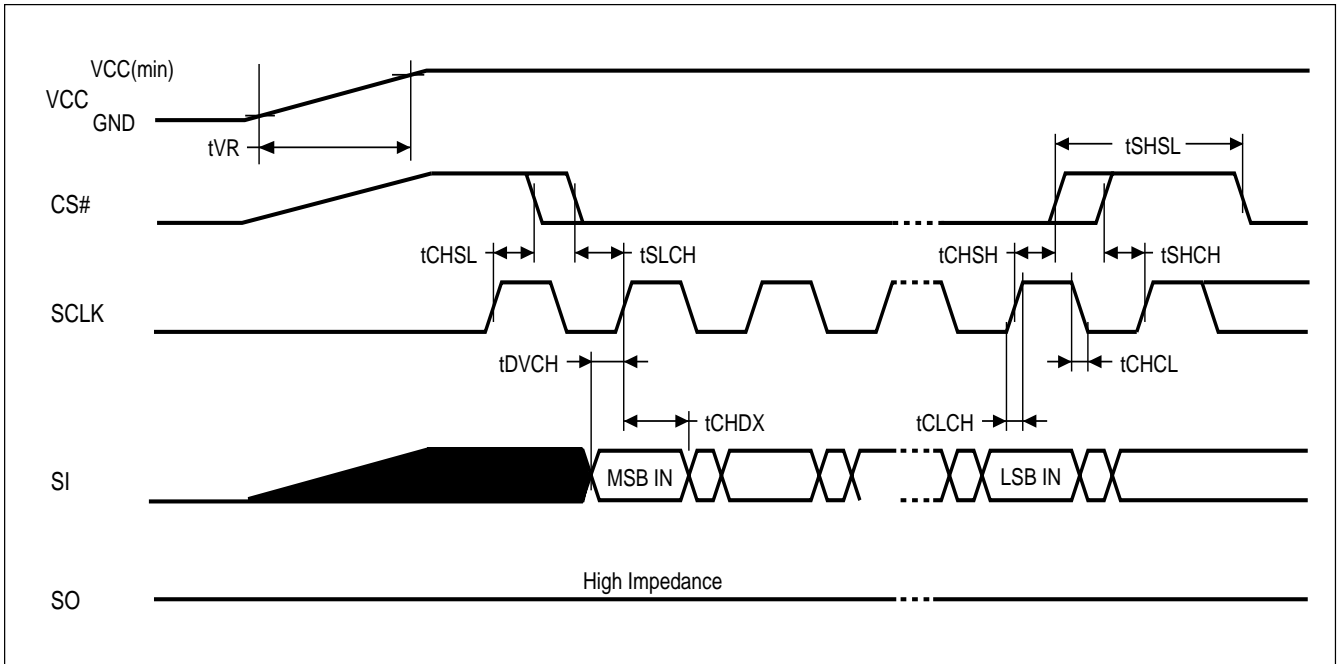 VCC(min)
VCC
GND
tVR
tSHSL
CS#
tCHSL
tSLCH
tCHSH
tSHCH
SCLK
tDVCH
tCHCL
tCHDX
tCLCH
SI
MSB IN
LSB IN
High Impedance
SO